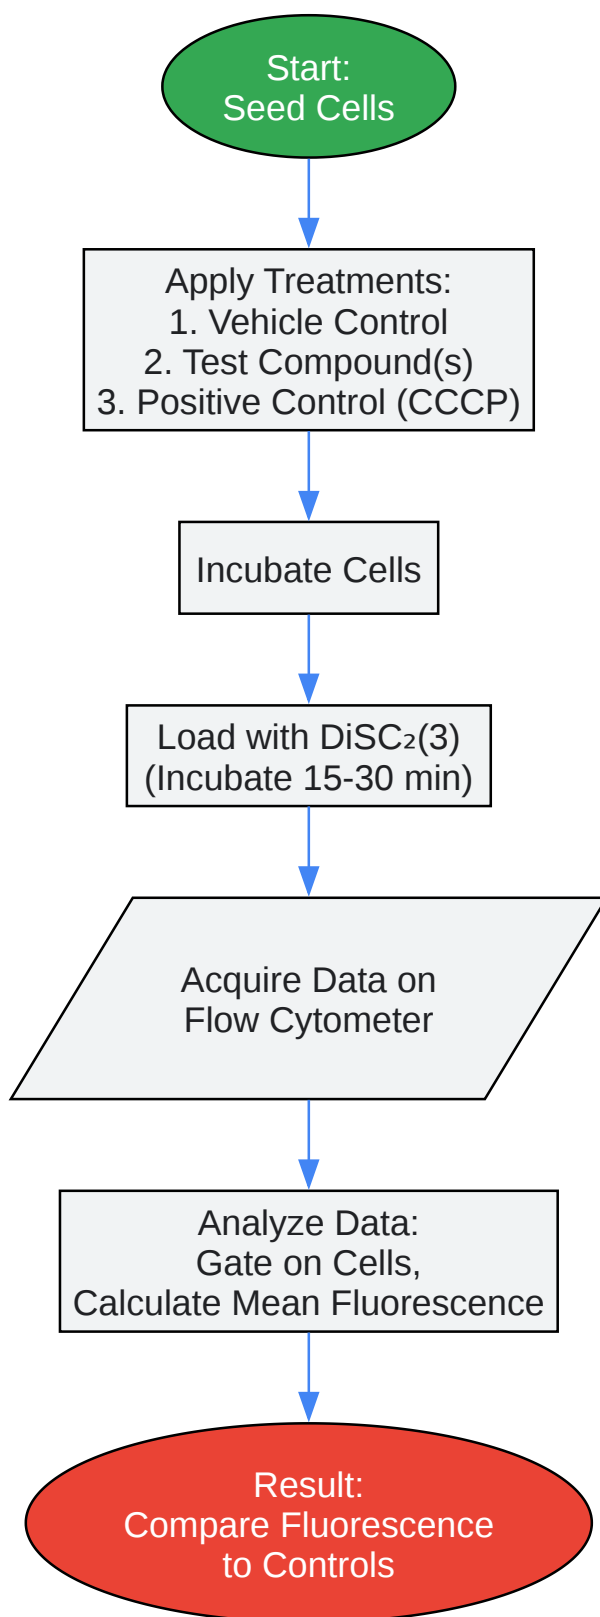 Start:
Seed Cells
Apply Treatments:
1. Vehicle Control
2. Test Compound(s)
3. Positive Control (CCCP)
Incubate Cells
Load with DiSC₂(3)
(Incubate 15-30 min)
Acquire Data on
Flow Cytometer
Analyze Data:
Gate on Cells,
Calculate Mean Fluorescence
Result:
Compare Fluorescence
to Controls